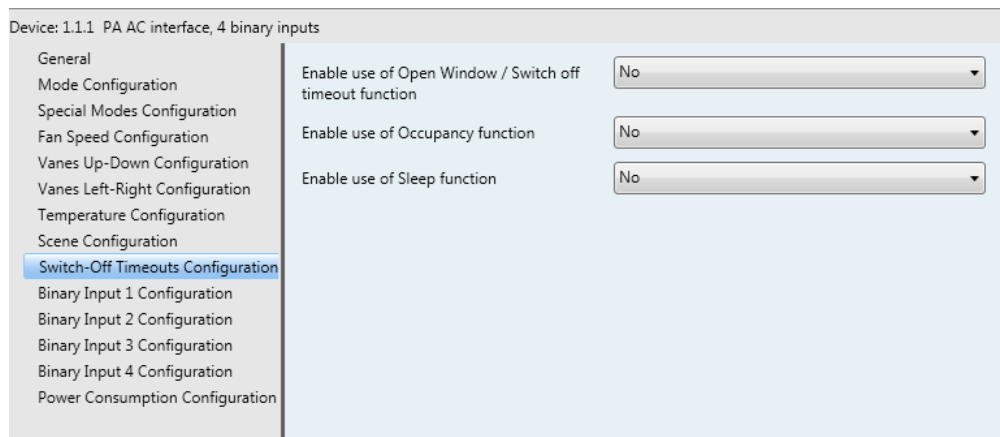 Device: 1.1.1 PA AC interface, 4 binary inputs
General
Mode Configuration
Special Modes Configuration
Fan Speed Configuration
Vanes Up-Down Configuration
Vanes Left-Right Configuration
Temperature Configuration
Scene Configuration
Switch-Off Timeouts Configuration
Binary Input 1 Configuration
Binary Input 2 Configuration
Binary Input 3 Configuration
Binary Input 4 Configuration
Power Consumption Configuration
Enable use of Open Window / Switch off
timeout function
No
Enable use of Occupancy function
No
Enable use of Sleep function
No